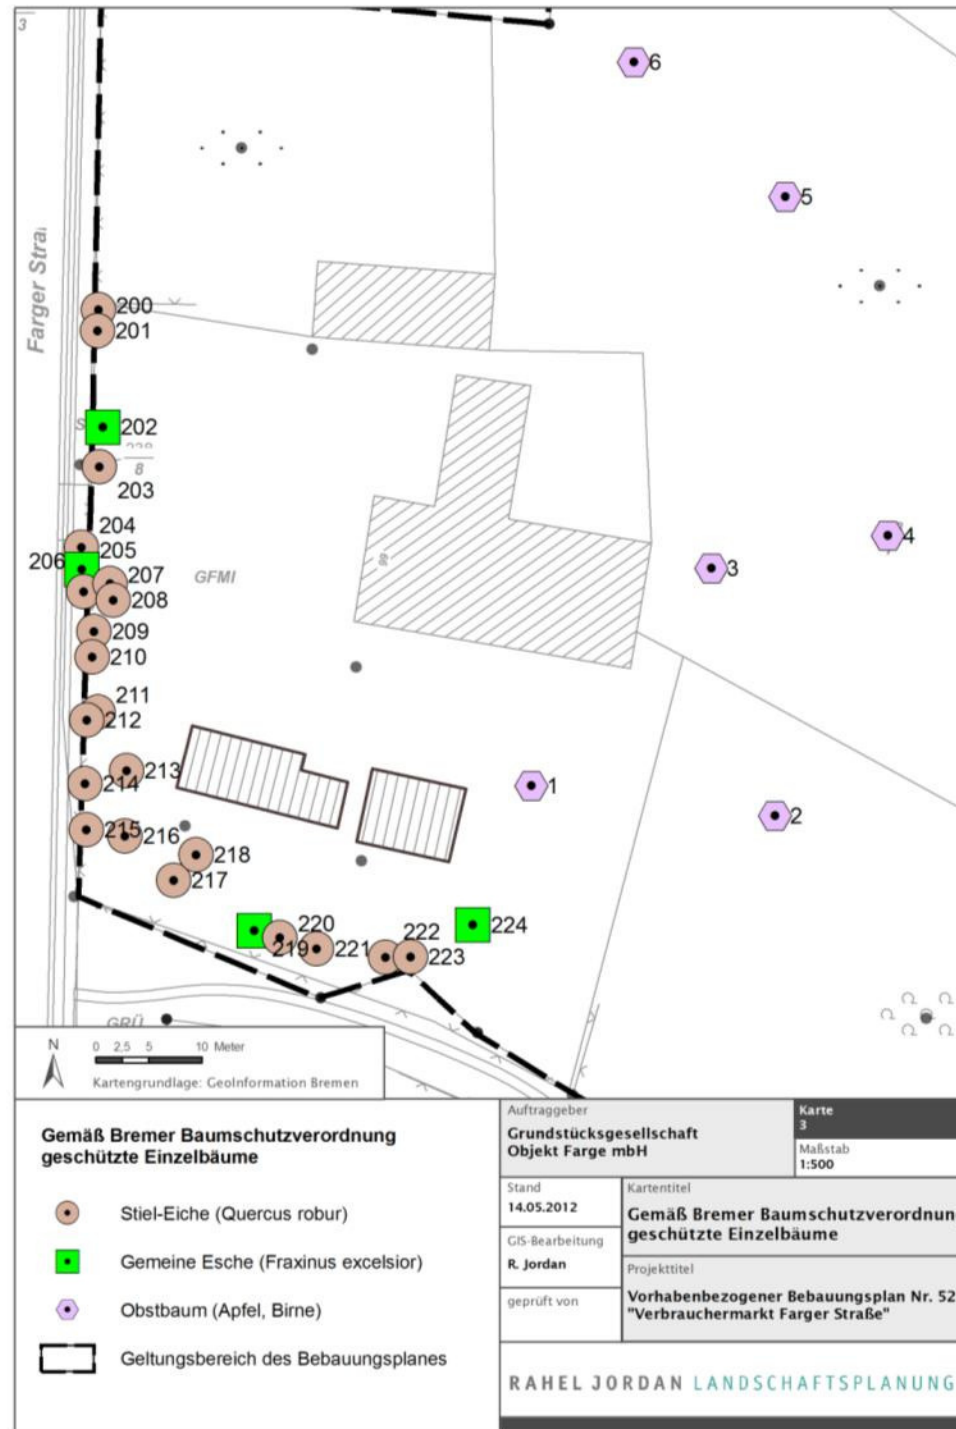 3
6
5
Farger Straß
200
201
202
S
238
8
203
204
205
206
207
GFMI
208
209
210
99
4
3
211
212
213
214
1
2
215
216
218
217
220
219
221
222
223
224
GRÜ
N
0 2,5 5 10 Meter
Kartengrundlage: GeoInformation Bremen
Gemäß Bremer Baumschutzverordnung
geschützte Einzelbäume
Stiel-Eiche (Quercus robur)
Gemeine Esche (Fraxinus excelsior)
Obstbaum (Apfel, Birne)
Geltungsbereich des Bebauungsplanes
Auftraggeber
Grundstücksgesellschaft
Objekt Farge mbH
Karte
3
Maßstab
1:500
Stand
14.05.2012
GIS-Bearbeitung
R. Jordan
geprüft von
Kartentitel
Gemäß Bremer Baumschutzverordnun
geschützte Einzelbäume
Projekttitel
Vorhabenbezogener Bebauungsplan Nr. 52
"Verbrauchermarkt Farger Straße"
RAHEL JORDAN LANDSCHAFTSPLANUNG